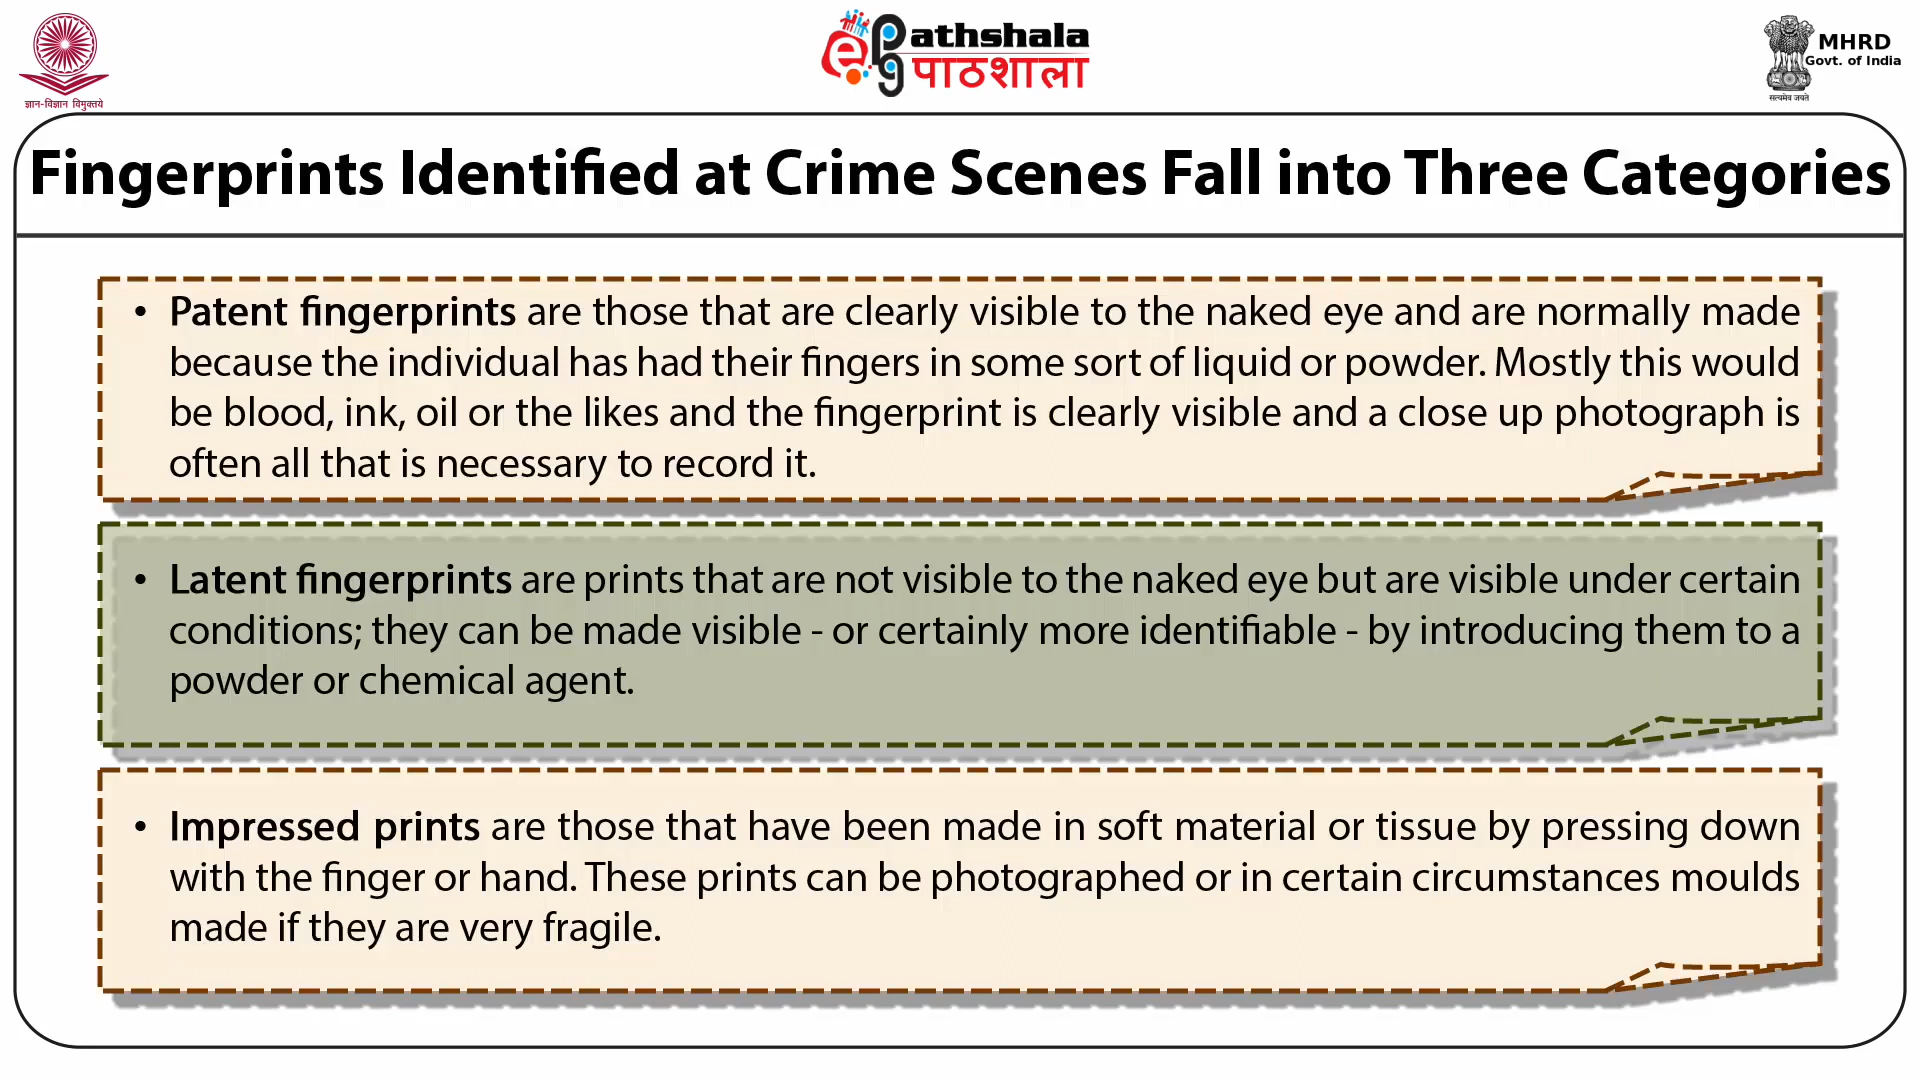 ज्ञान-विज्ञान विमुक्तये
ePathshala
पाठशाला
MHRD
Govt. of India
सत्यमेव जयते
Fingerprints Identified at Crime Scenes Fall into Three Categories
• Patent fingerprints are those that are clearly visible to the naked eye and are normally made
because the individual has had their fingers in some sort of liquid or powder. Mostly this would
be blood, ink, oil or the likes and the fingerprint is clearly visible and a close up photograph is
often all that is necessary to record it.
• Latent fingerprints are prints that are not visible to the naked eye but are visible under certain
conditions; they can be made visible - or certainly more identifiable - by introducing them to a
powder or chemical agent.
• Impressed prints are those that have been made in soft material or tissue by pressing down
with the finger or hand. These prints can be photographed or in certain circumstances moulds
made if they are very fragile.